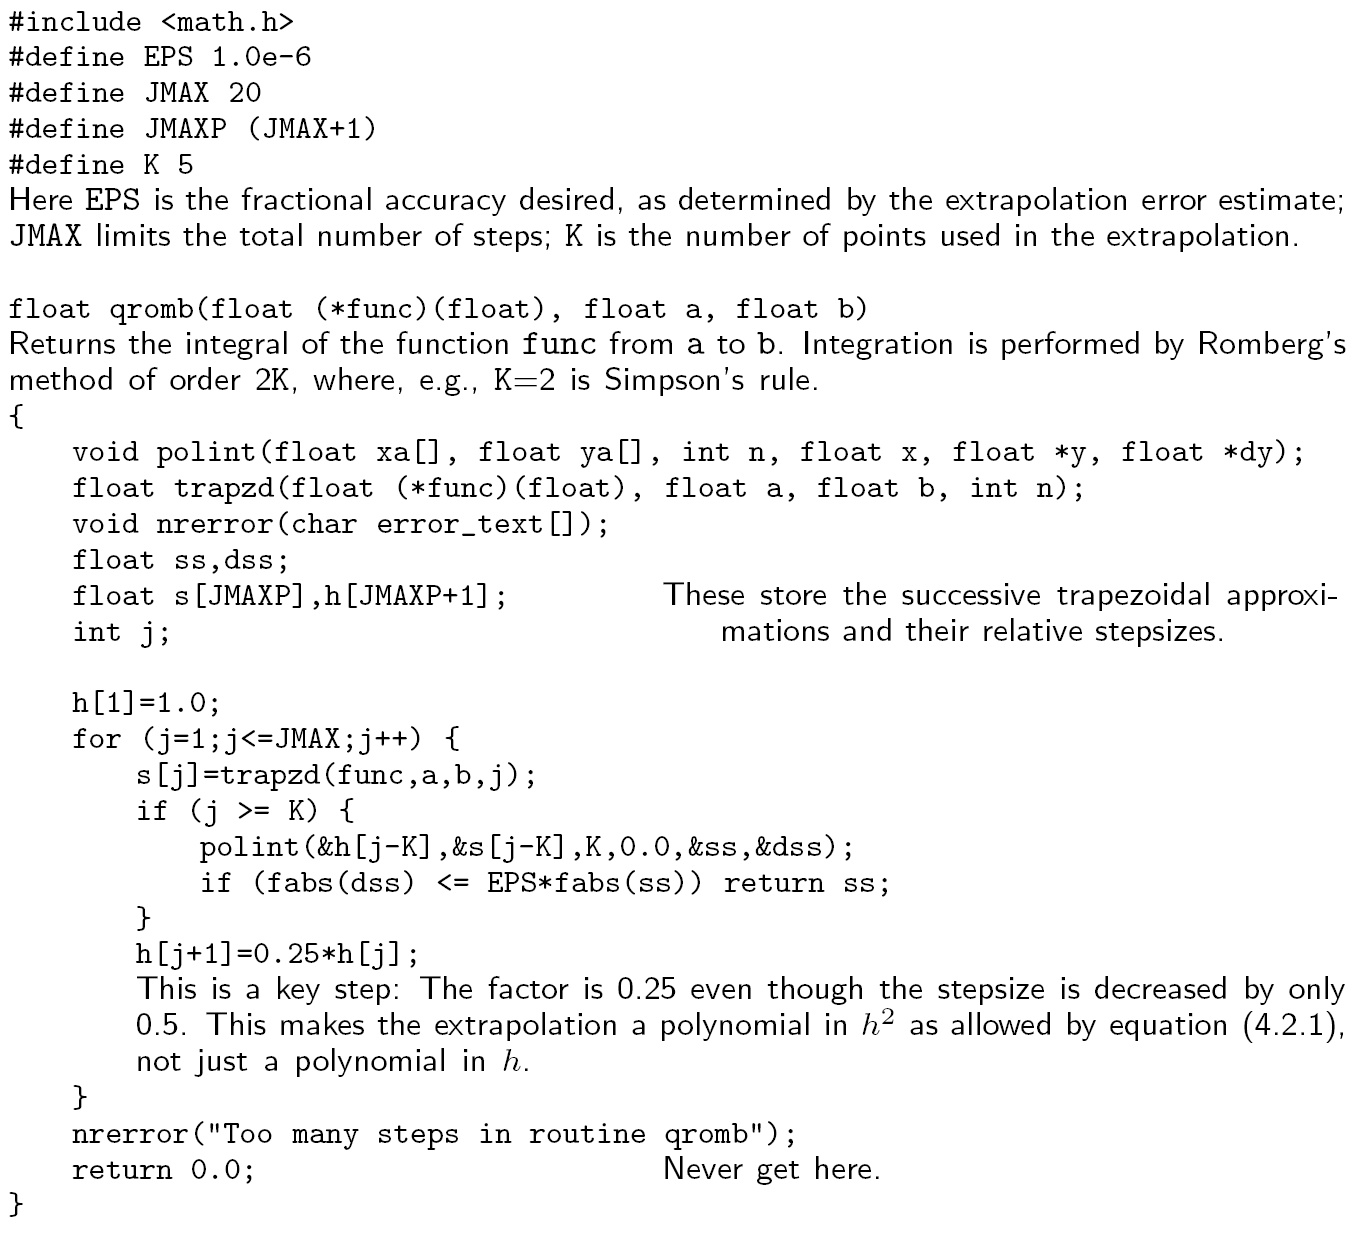 #include <math.h>
#define EPS 1.0e-6
#define JMAX 20
#define JMAXP (JMAX+1)
#define K 5
Here EPS is the fractional accuracy desired, as determined by the extrapolation error estimate;
JMAX limits the total number of steps; K is the number of points used in the extrapolation.

float qromb(float (*func)(float), float a, float b)
Returns the integral of the function func from a to b. Integration is performed by Romberg's
method of order 2K, where, e.g., K=2 is Simpson's rule.
{
    void polint(float xa[], float ya[], int n, float x, float *y, float *dy);
    float trapzd(float (*func)(float), float a, float b, int n);
    void nrerror(char error_text[]);
    float ss,dss;
    float s[JMAXP],h[JMAXP+1];    These store the successive trapezoidal approxi-
    int j;    mations and their relative stepsizes.

    h[1]=1.0;
    for (j=1;j<=JMAX;j++) {
        s[j]=trapzd(func,a,b,j);
        if (j >= K) {
            polint(&h[j-K],&s[j-K],K,0.0,&ss,&dss);
            if (fabs(dss) <= EPS*fabs(ss)) return ss;
        }
        h[j+1]=0.25*h[j];
        This is a key step: The factor is 0.25 even though the stepsize is decreased by only
        0.5. This makes the extrapolation a polynomial in h² as allowed by equation (4.2.1),
        not just a polynomial in h.
    }
    nrerror("Too many steps in routine qromb");
    return 0.0;    Never get here.
}